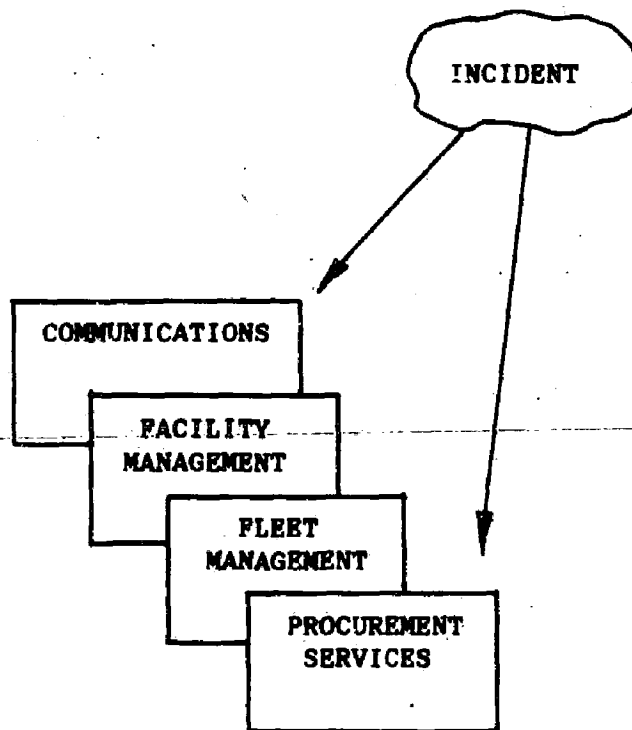 INCIDENT
COMMUNICATIONS
FACILITY
MANAGEMENT
FLEET
MANAGEMENT
PROCUREMENT
SERVICES